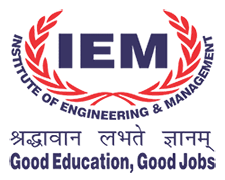 IEM
INSTITUTE OF ENGINEERING & MANAGEMENT
श्रद्धावान लभते ज्ञानम्
Good Education, Good Jobs